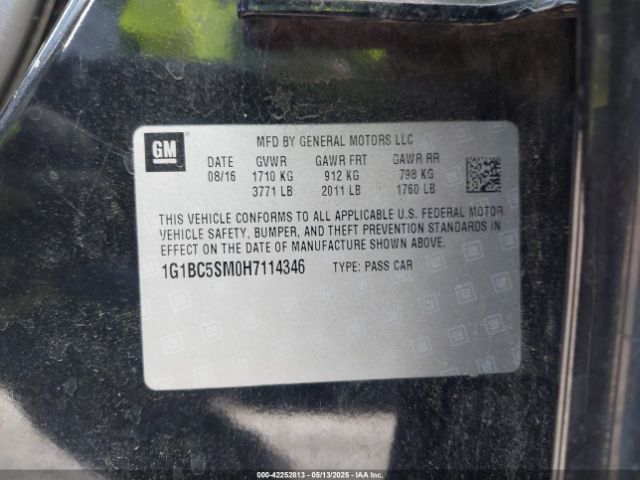 GM
MFD BY GENERAL MOTORS LLC
DATE GVWR GAWR FRT GAWR RR
08/16 1710 KG 912 KG 798 KG
3771 LB 2011 LB 1760 LB
THIS VEHICLE CONFORMS TO ALL APPLICABLE U.S. FEDERAL MOTOR
VEHICLE SAFETY, BUMPER, AND THEFT PREVENTION STANDARDS IN
EFFECT ON THE DATE OF MANUFACTURE SHOWN ABOVE.
1G1BC5SM0H7114346 TYPE: PASS CAR
000-42252613 - 05/13/2025 - IAAI.COM